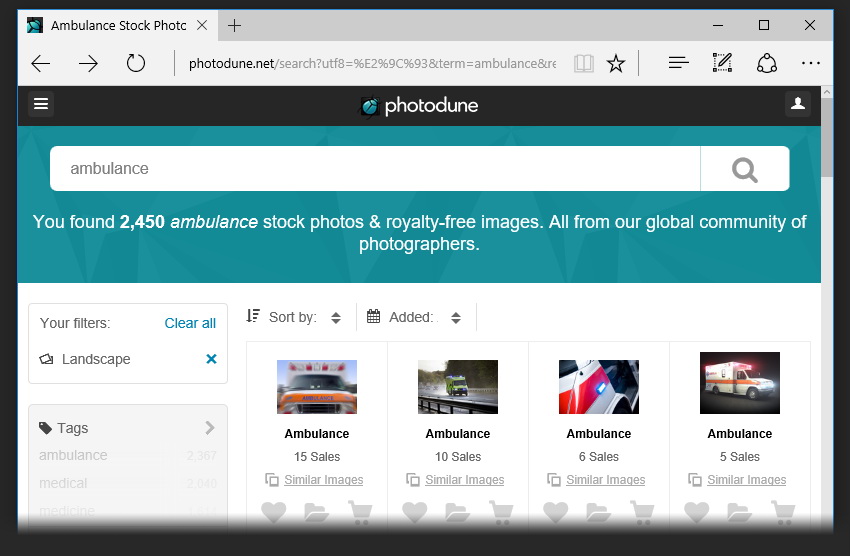 Ambulance Stock Photc
photodune.net/search?utf8=%E2%9C%93&term=ambulance&re
photodune
ambulance
You found 2,450 ambulance stock photos & royalty-free images. All from our global community of
photographers.
Your filters:
Clear all
Landscape
Sort by:
Added:
Tags
ambulance 2,367
medical 2,040
medicine
AMBULANCE
Ambulance
15 Sales
Similar Images
Ambulance
10 Sales
Similar Images
Ambulance
6 Sales
Similar Images
Ambulance
5 Sales
Similar Images